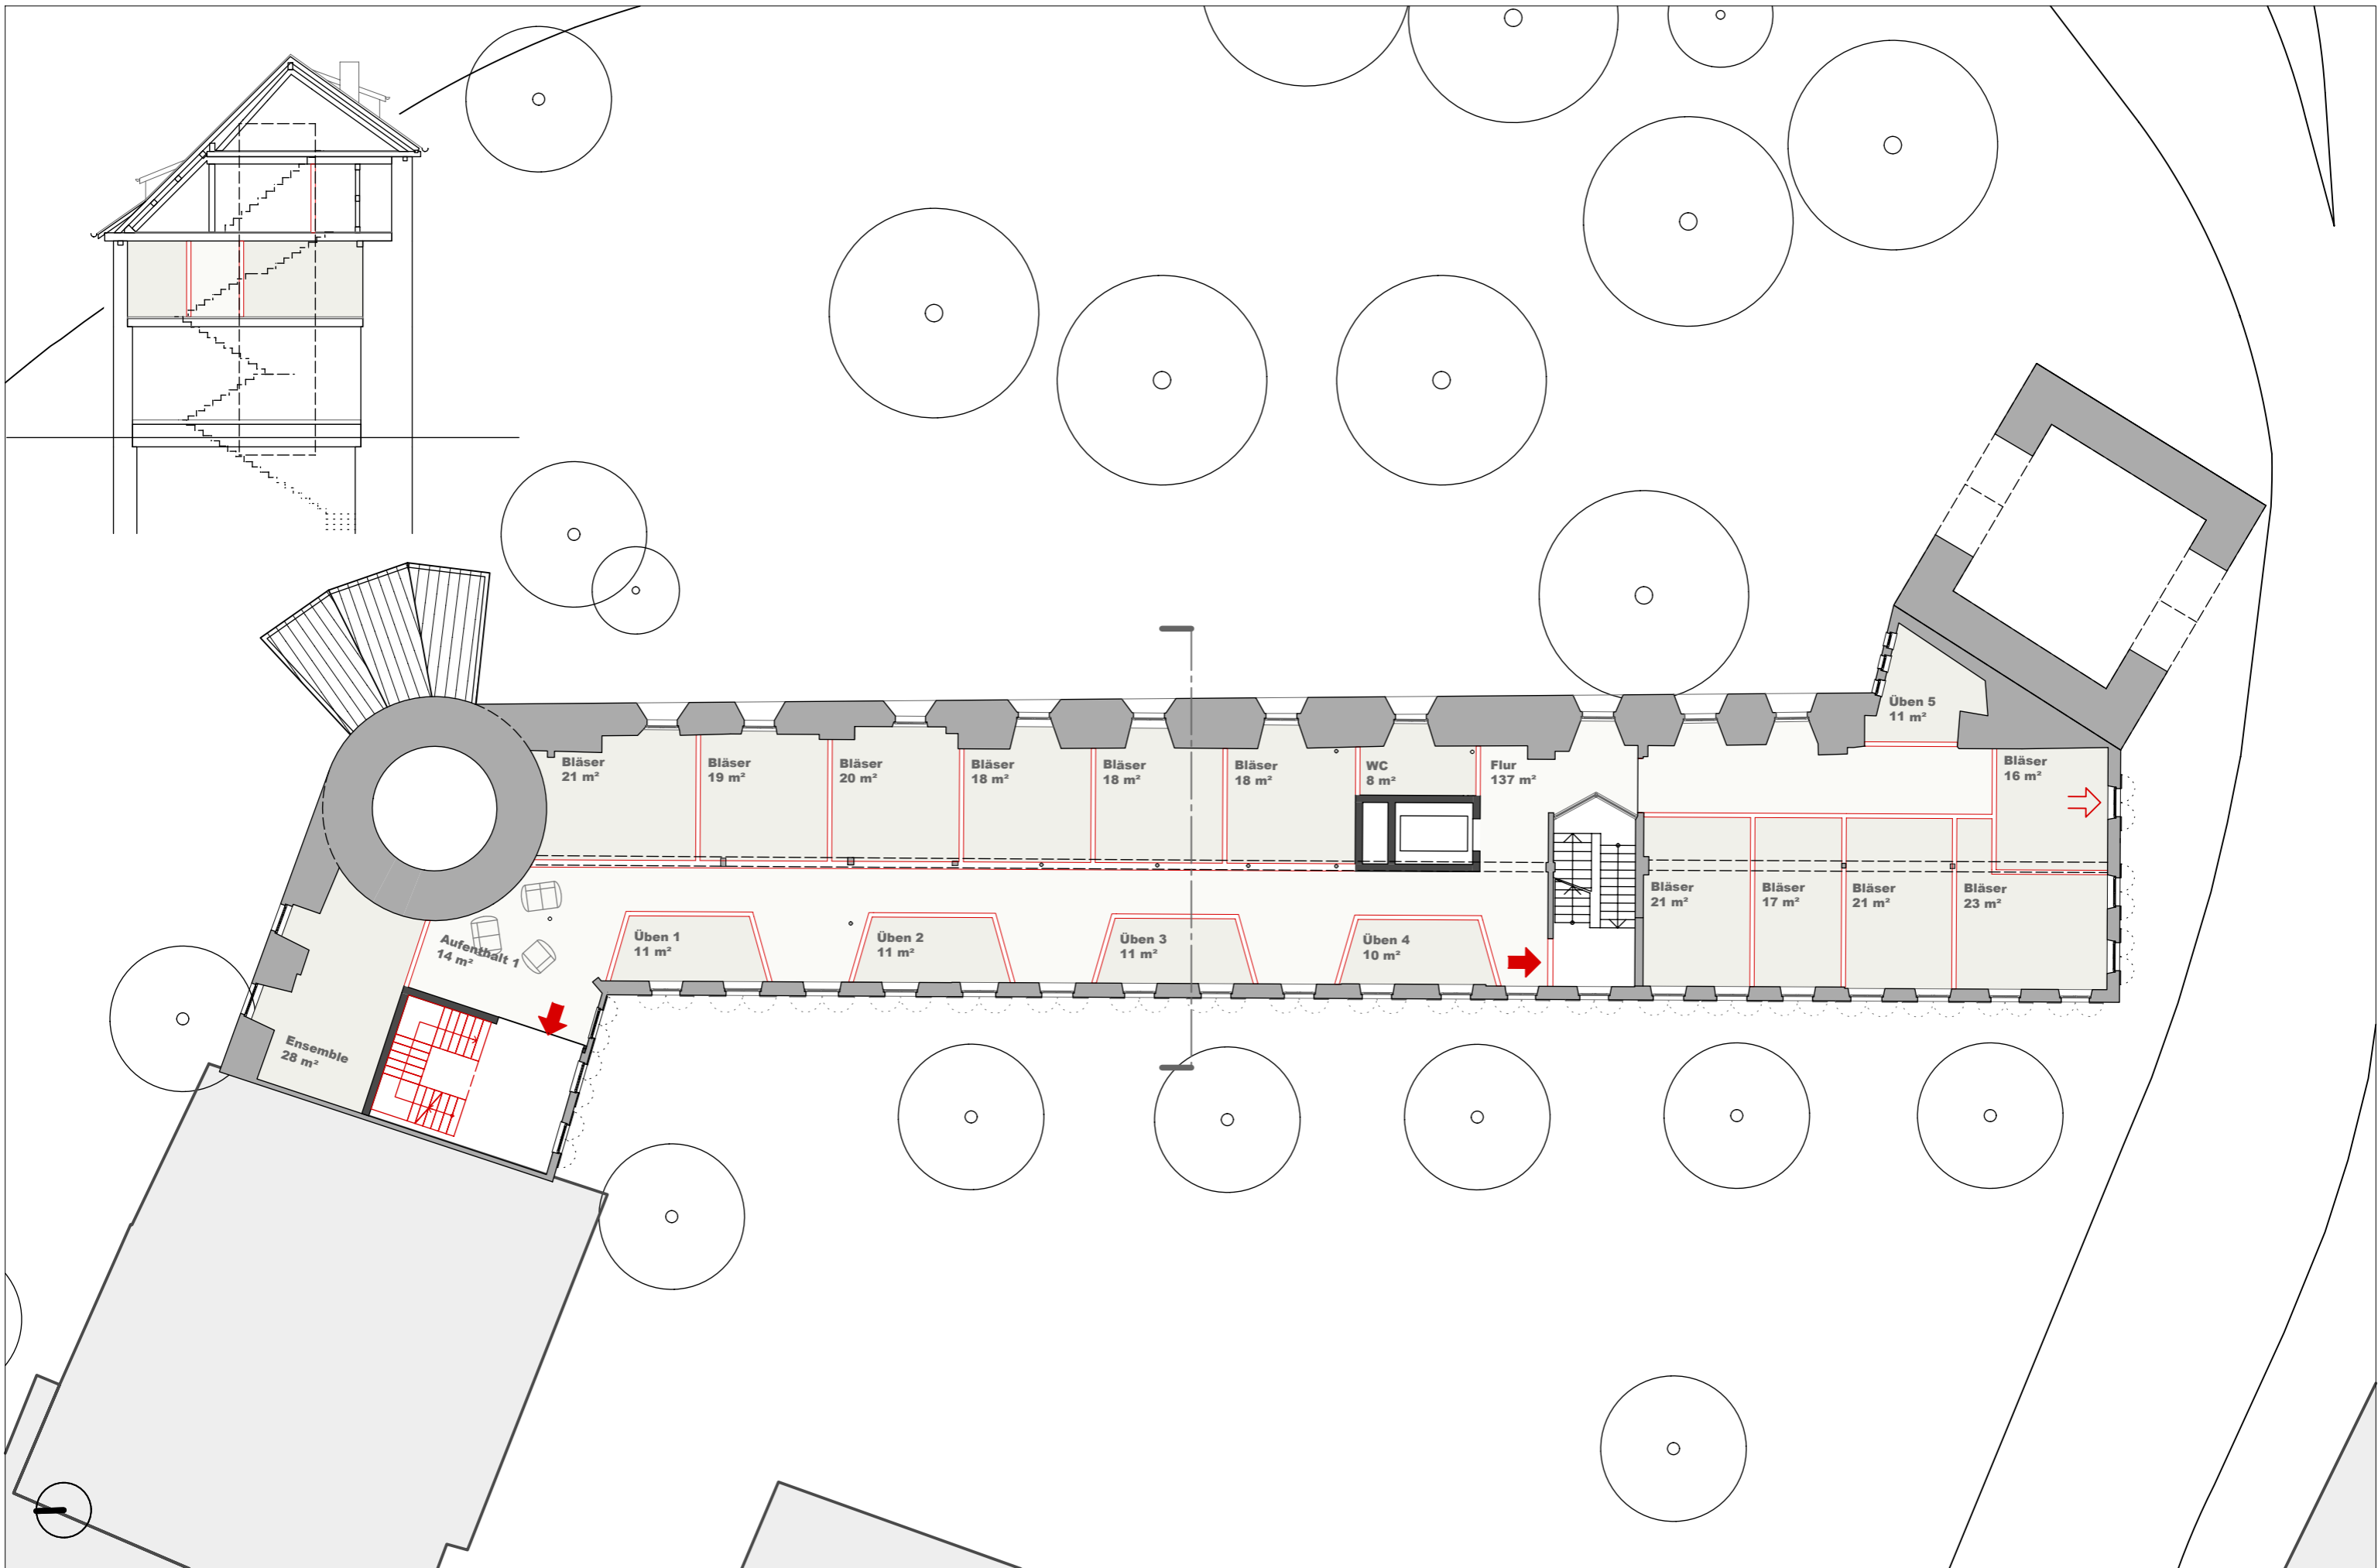 Bläser
21 m²
Bläser
19 m²
Bläser
20 m²
Bläser
18 m²
Bläser
18 m²
Bläser
18 m²
WC
8 m²
Flur
137 m²
Üben 5
11 m²
Bläser
16 m²
Bläser
21 m²
Bläser
17 m²
Bläser
21 m²
Bläser
23 m²
Aufenthalt 1
14 m²
Üben 1
11 m²
Üben 2
11 m²
Üben 3
11 m²
Üben 4
10 m²
Ensemble
28 m²